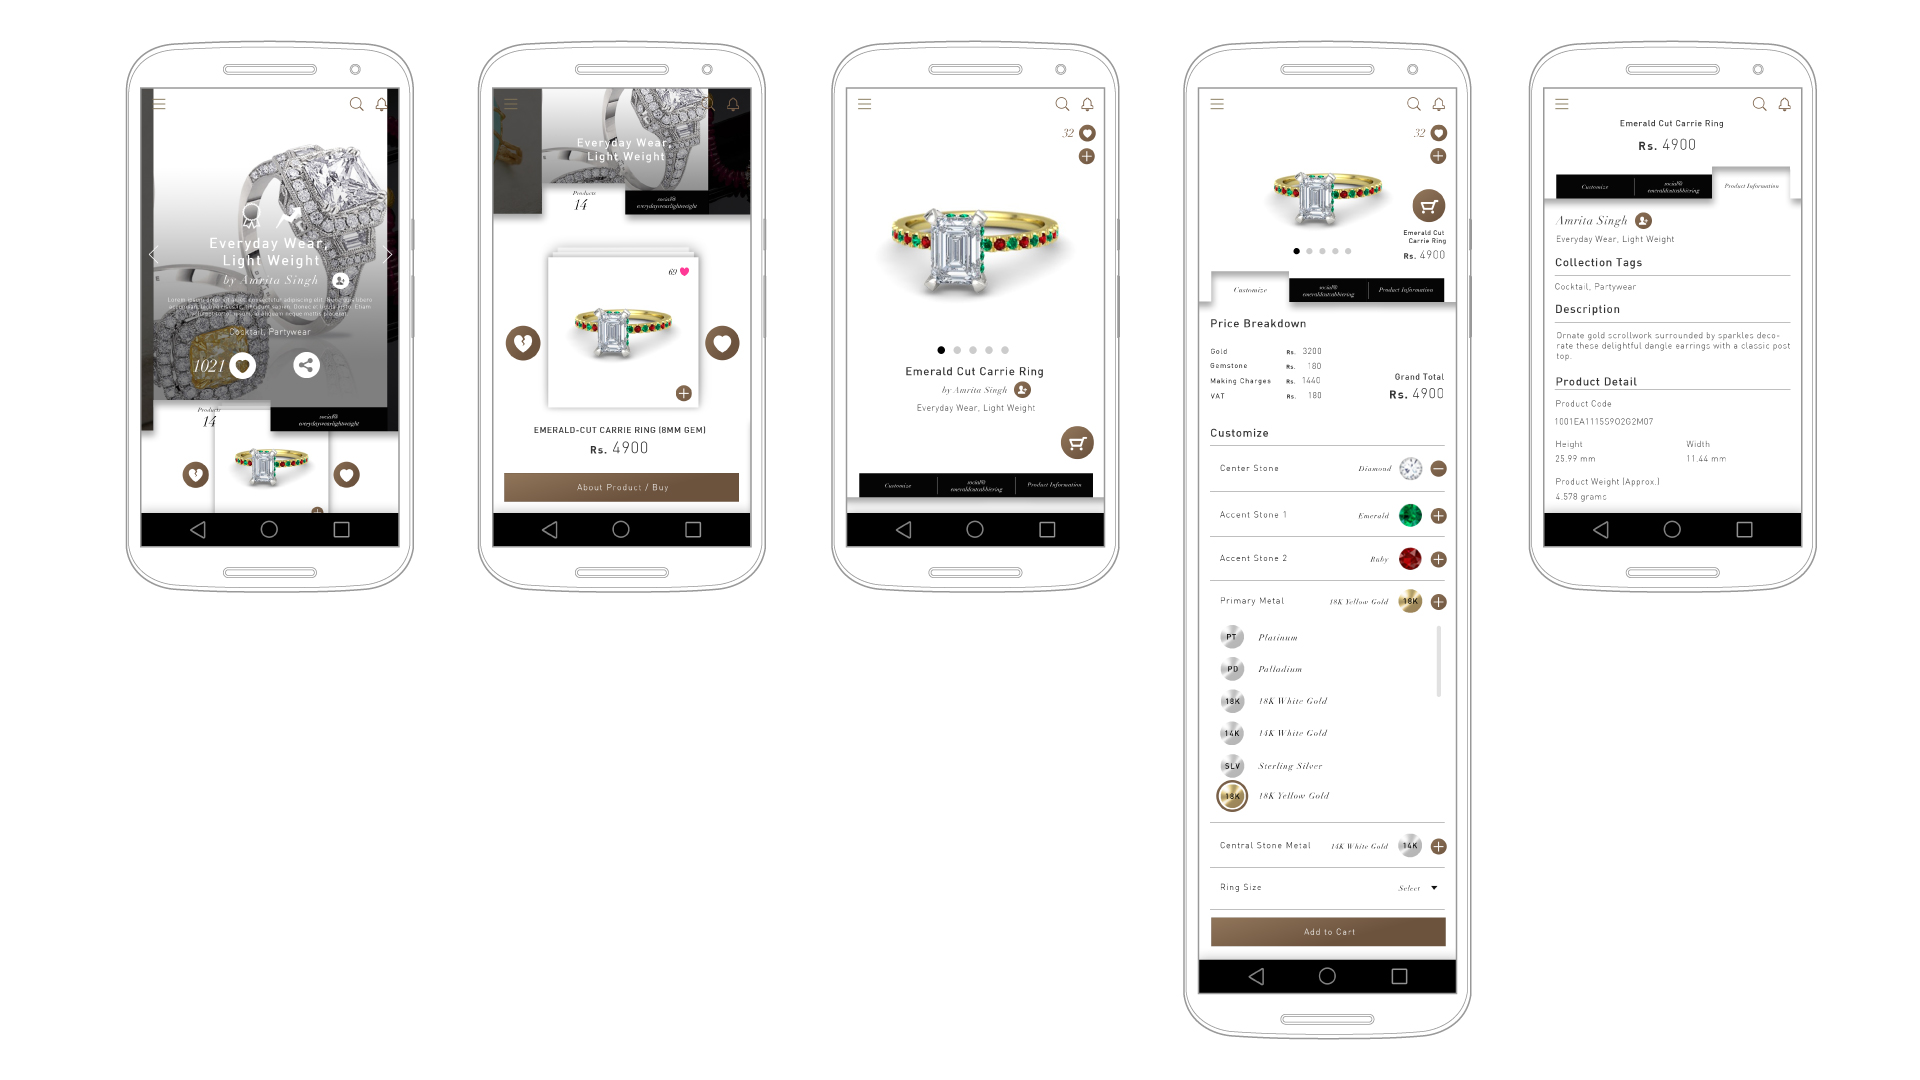 Everyday Wear,
Light Weight
by Amrita Singh
Cocktail, Partywear
1021
Products
14
social@
everydaywearlightweight
Everyday Wear,
Light Weight
Products
14
social@
everydaywearlightweight
69
EMERALD-CUT CARRIE RING (8MM GEM)
Rs. 4900
About Product / Buy
32
Emerald Cut Carrie Ring
by Amrita Singh
Everyday Wear, Light Weight
Customize
social@
emeraldcutrabbitring
Product Information
32
Emerald Cut
Carrie Ring
Rs. 4900
Customize
social@
emeraldcutrabbitring
Product Information
Price Breakdown
Gold Rs. 3200
Gemstone Rs. 180
Making Charges Rs. 1440
VAT Rs. 180
Grand Total
Rs. 4900
Customize
Center Stone Diamond
Accent Stone 1 Emerald
Accent Stone 2 Ruby
Primary Metal 18K Yellow Gold 18K
PT Platinum
PD Palladium
18K 18K White Gold
14K 14K White Gold
SLV Sterling Silver
18K 18K Yellow Gold
Central Stone Metal 14K White Gold 14K
Ring Size Select
Add to Cart
Emerald Cut Carrie Ring
Rs. 4900
Customize
social@
emeraldcutrabbitring
Product Information
Amrita Singh
Everyday Wear, Light Weight
Collection Tags
Cocktail, Partywear
Description
Ornate gold scrollwork surrounded by sparkles deco-
rate these delightful dangle earrings with a classic post
top.
Product Detail
Product Code
1001EA1115S9O2G2M07
Height Width
25.99 mm 11.44 mm
Product Weight (Approx.)
4.578 grams